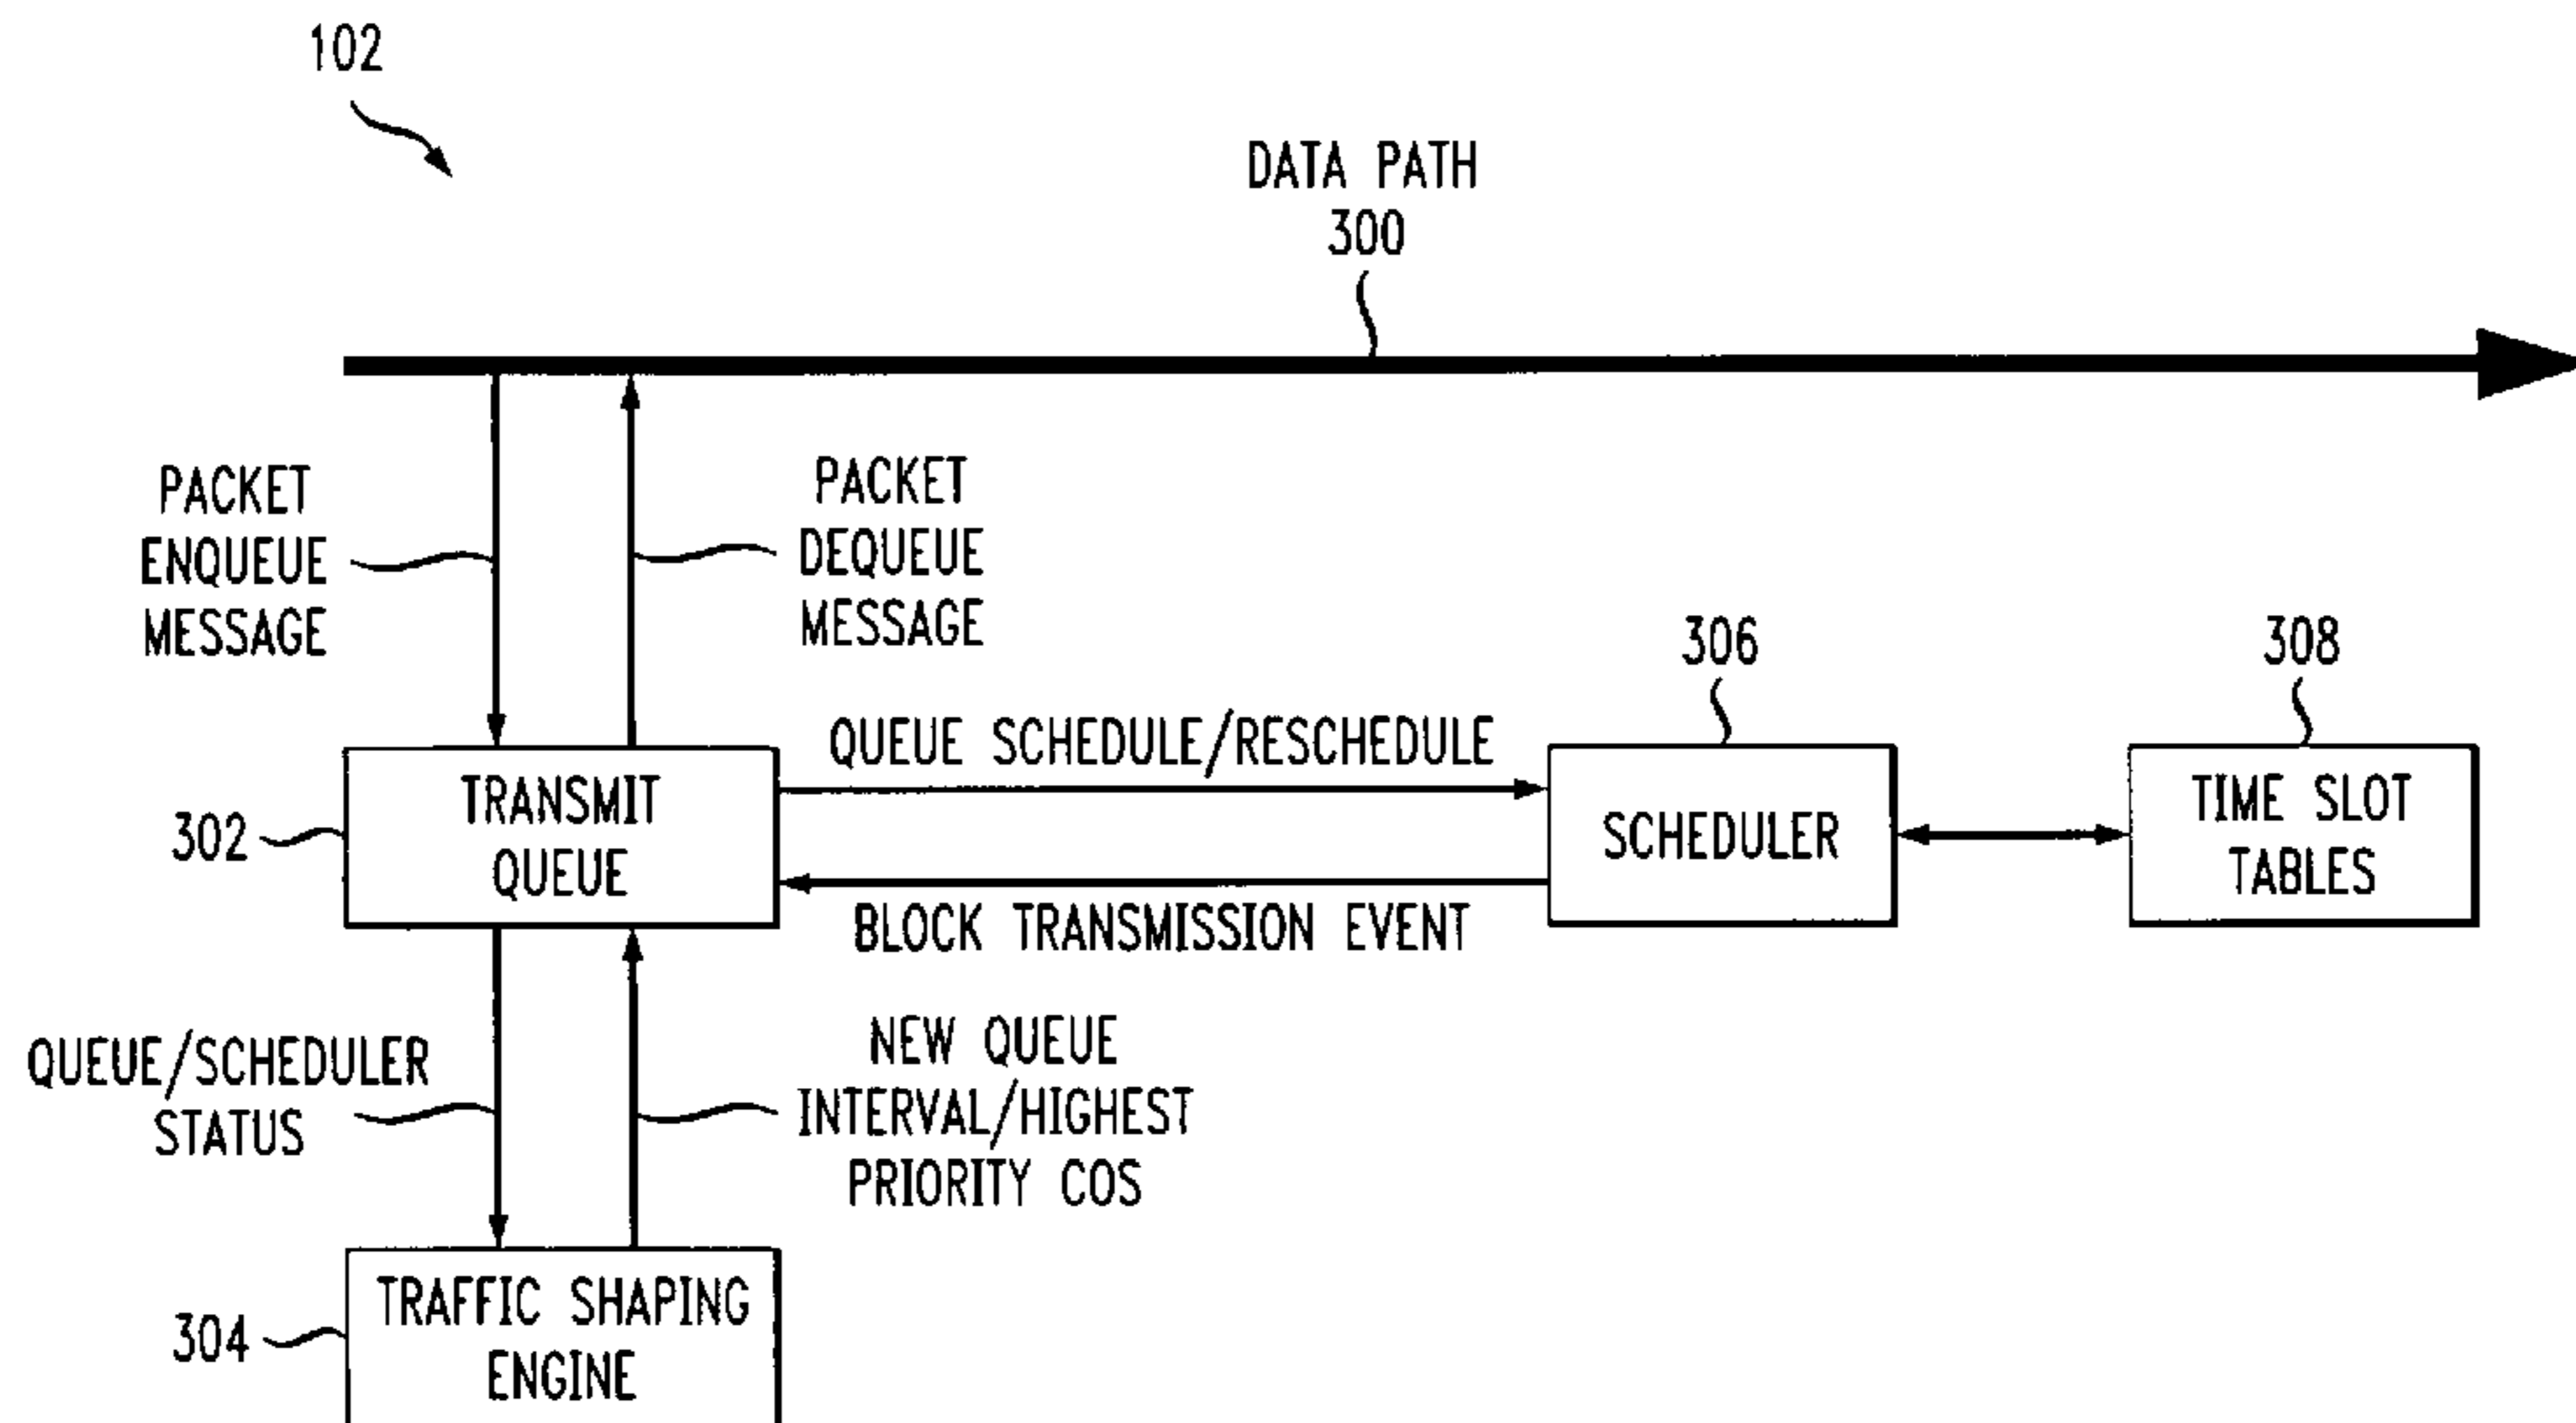 102
DATA PATH
300
PACKET
ENQUEUE
MESSAGE
PACKET
DEQUEUE
MESSAGE
306
308
QUEUE SCHEDULE/RESCHEDULE
302
TRANSMIT
QUEUE
SCHEDULER
TIME SLOT
TABLES
BLOCK TRANSMISSION EVENT
QUEUE/SCHEDULER
STATUS
NEW QUEUE
INTERVAL/HIGHEST
PRIORITY COS
304
TRAFFIC SHAPING
ENGINE